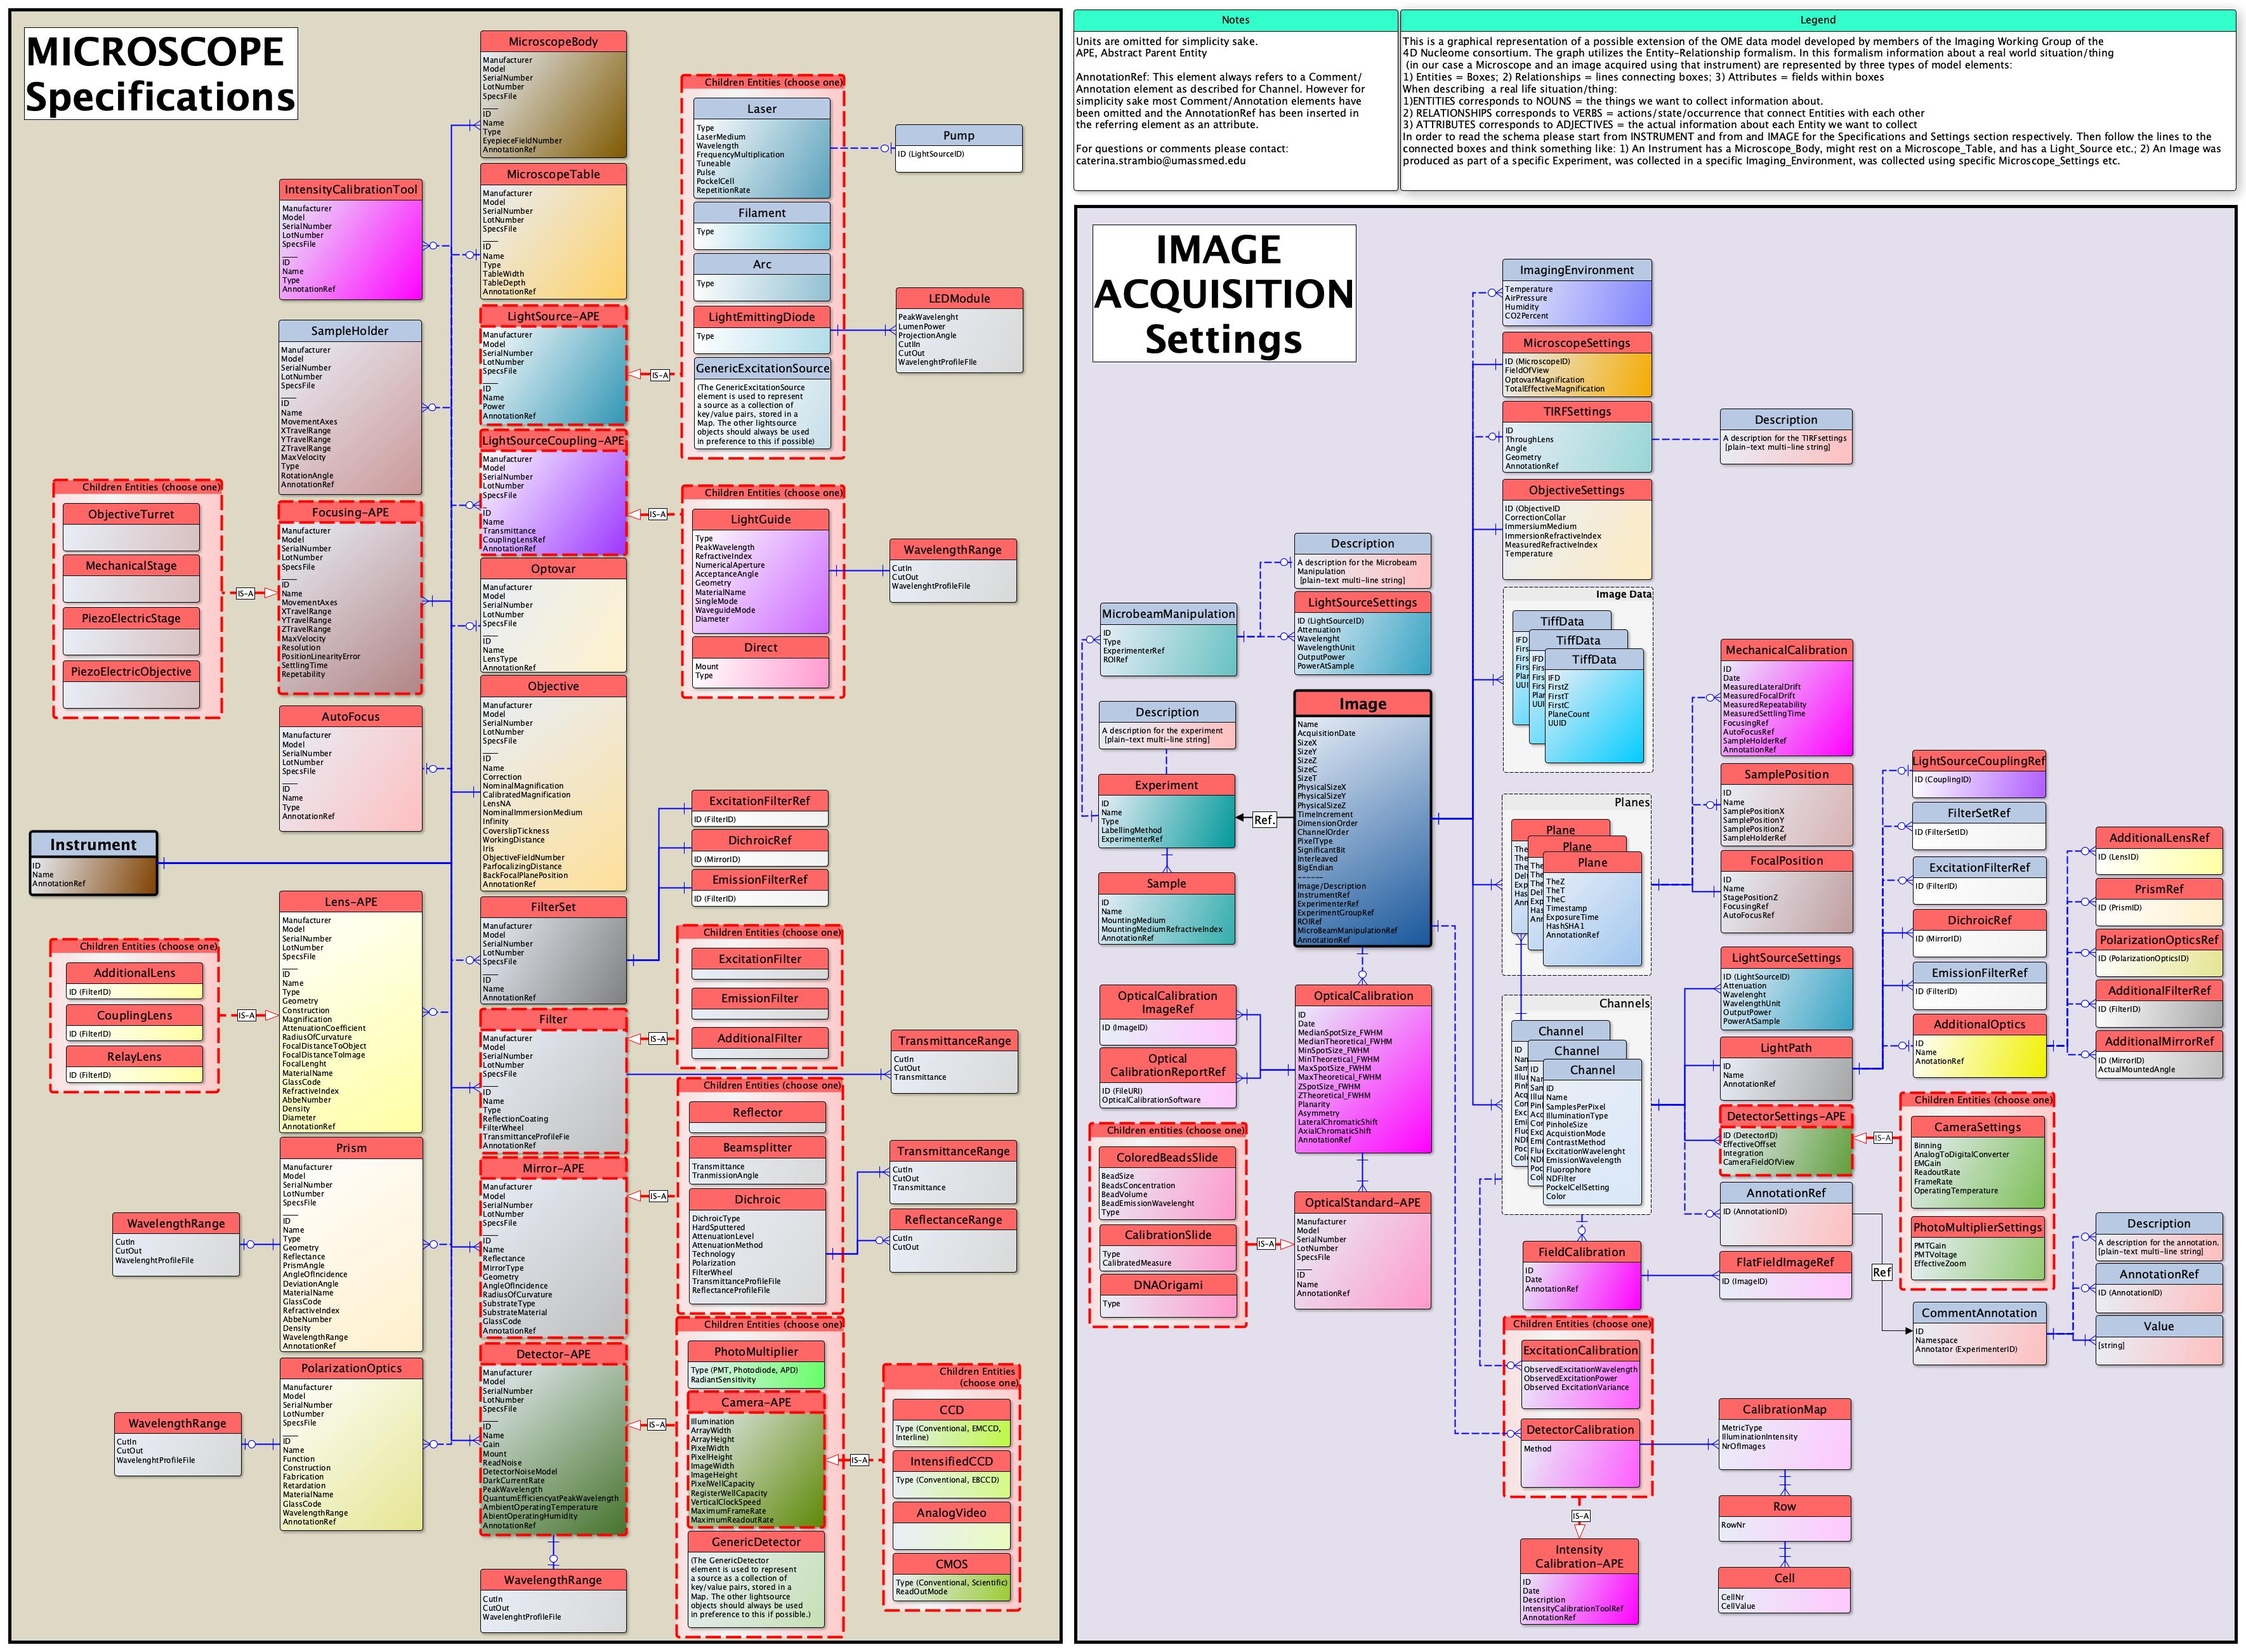 MICROSCOPE
Specifications
MicroscopeBody
Manufacturer
Model
SerialNumber
LotNumber
SpecsFile
ID
Name
Type
EyepieceFieldNumber
AnnotationRef
MicroscopeTable
Manufacturer
Model
SerialNumber
LotNumber
SpecsFile
ID
Name
Type
TableWidth
TableDepth
AnnotationRef
LightSource-APE
Manufacturer
Model
SerialNumber
LotNumber
SpecsFile
ID
Name
Power
AnnotationRef
LightSourceCoupling-APE
Manufacturer
Model
SerialNumber
LotNumber
SpecsFile
ID
Name
Transmittance
CouplingLensRef
AnnotationRef
Optovar
Manufacturer
Model
SerialNumber
LotNumber
SpecsFile
ID
Name
LensType
AnnotationRef
Objective
Manufacturer
Model
SerialNumber
LotNumber
SpecsFile
ID
Name
Correction
NominalMagnification
CalibratedMagnification
LensNA
NominalImmersionMedium
Infinity
CoverslipTickness
WorkingDistance
Iris
ObjectiveFieldNumber
ParfocalizingDistance
BackFocalPlanePosition
AnnotationRef
FilterSet
Manufacturer
Model
SerialNumber
LotNumber
SpecsFile
ID
Name
AnnotationRef
Filter
Manufacturer
Model
SerialNumber
LotNumber
SpecsFile
ID
Name
Type
ReflectionCoating
FilterWheel
TransmittanceProfileFie
AnnotationRef
Mirror-APE
Manufacturer
Model
SerialNumber
LotNumber
SpecsFile
ID
Name
Reflectance
MirrorType
Geometry
AngleOfIncidence
RadiusOfCurvature
SubstrateType
SubstrateMaterial
GlassCode
AnnotationRef
Detector-APE
Manufacturer
Model
SerialNumber
LotNumber
SpecsFile
ID
Name
Gain
Mount
ReadNoise
DetectorNoiseModel
DarkCurrentRate
PeakWavelength
QuantumEfficiencyatPeakWavelength
AmbientOperatingTemperature
AbientOperatingHumidity
AnnotationRef
WavelengthRange
CutIn
CutOut
WavelenghtProfileFile
IntensityCalibrationTool
Manufacturer
Model
SerialNumber
LotNumber
SpecsFile
ID
Name
Type
AnnotationRef
SampleHolder
Manufacturer
Model
SerialNumber
LotNumber
SpecsFile
ID
Name
MovementAxes
XTravelRange
YTravelRange
ZTravelRange
MaxVelocity
Type
RotationAngle
AnnotationRef
Children Entities (choose one)
ObjectiveTurret
MechanicalStage
PiezoElectricStage
PiezoElectricObjective
IS-A
Focusing-APE
Manufacturer
Model
SerialNumber
LotNumber
SpecsFile
ID
Name
MovementAxes
XTravelRange
YTravelRange
ZTravelRange
MaxVelocity
Resolution
PositionLinearityError
SettlingTime
Repetability
AutoFocus
Manufacturer
Model
SerialNumber
LotNumber
SpecsFile
ID
Name
Type
AnnotationRef
Instrument
ID
Name
AnnotationRef
Lens-APE
Manufacturer
Model
SerialNumber
LotNumber
SpecsFile
ID
Name
Type
Geometry
Construction
Magnification
AttenuationCoefficient
RadiusOfCurvature
FocalDistanceToObject
FocalDistanceToImage
FocalLenght
MaterialName
GlassCode
RefractiveIndex
AbbeNumber
Density
Diameter
AnnotationRef
Children Entities (choose one)
AdditionalLens
ID (FilterID)
CouplingLens
ID (FilterID)
RelayLens
ID (FilterID)
IS-A
Prism
Manufacturer
Model
SerialNumber
LotNumber
SpecsFile
ID
Name
Type
Geometry
Reflectance
PrismAngle
AngleOfIncidence
DeviationAngle
MaterialName
GlassCode
RefractiveIndex
AbbeNumber
Density
WavelengthRange
AnnotationRef
WavelengthRange
CutIn
CutOut
WavelenghtProfileFile
PolarizationOptics
Manufacturer
Model
SerialNumber
LotNumber
SpecsFile
ID
Name
Function
Construction
Fabrication
Retardation
MaterialName
GlassCode
WavelengthRange
AnnotationRef
WavelengthRange
CutIn
CutOut
WavelenghtProfileFile
Children Entities (choose one)
Laser
Type
LaserMedium
Wavelength
FrequencyMultiplication
Tuneable
Pulse
PockelCell
RepetitionRate
Filament
Type
Arc
Type
LightEmittingDiode
Type
GenericExcitationSource
(The GenericExcitationSource
element is used to represent
a source as a collection of
key/value pairs, stored in a
Map. The other lightsource
objects should always be used
in preference to this if possible)
IS-A
Pump
ID (LightSourceID)
LEDModule
PeakWavelenght
LumenPower
ProjectionAngle
CutIIn
CutOut
WavelenghtProfileFIle
Children Entities (choose one)
LightGuide
Type
PeakWavelength
RefractiveIndex
NumericalAperture
AcceptanceAngle
Geometry
MaterialName
SingleMode
WaveguideMode
Diameter
Direct
Mount
Type
IS-A
WavelengthRange
CutIn
CutOut
WavelenghtProfileFile
ExcitationFilterRef
ID (FilterID)
DichroicRef
ID (MirrorID)
EmissionFilterRef
ID (FilterID)
Children Entities (choose one)
ExcitationFilter
EmissionFilter
AdditionalFilter
IS-A
TransmittanceRange
CutIn
CutOut
Transmittance
Children Entities (choose one)
Reflector
Beamsplitter
Transmittance
TranmissionAngle
Dichroic
DichroicType
HardSputtered
AttenuationLevel
AttenuationMethod
Technology
Polarization
FilterWheel
TransmittanceProfileFile
ReflectanceProfileFile
IS-A
TransmittanceRange
CutIn
CutOut
Transmittance
ReflectanceRange
CutIn
CutOut
Children Entities (choose one)
PhotoMultiplier
Type (PMT, Photodiode, APD)
RadiantSensitivity
Camera-APE
Illumination
ArrayWidth
ArrayHeight
PixelWidth
PixelHeight
ImageWidth
ImageHeight
PixelWellCapacity
RegisterWellCapacity
VerticalClockSpeed
MaximumFrameRate
MaximumReadoutRate
GenericDetector
(The GenericDetector
element is used to represent
a source as a collection of
key/value pairs, stored in a
Map. The other lightsource
objects should always be used
in preference to this if possible.)
IS-A
Children Entities
(choose one)
CCD
Type (Conventional, EMCCD,
Interline)
IntensifiedCCD
Type (Conventional, EBCCD)
AnalogVideo
CMOS
Type (Conventional, Scientific)
ReadOutMode
IS-A
Notes
Units are omitted for simplicity sake.
APE, Abstract Parent Entity
AnnotationRef: This element always refers to a Comment/
Annotation element as described for Channel. However for
simplicity sake most Comment/Annotation elements have
been omitted and the AnnotationRef has been inserted in
the referring element as an attribute.
For questions or comments please contact:
caterina.strambio@umassmed.edu
Legend
This is a graphical representation of a possible extension of the OME data model developed by members of the Imaging Working Group of the
4D Nucleome consortium. The graph utilizes the Entity-Relationship formalism. In this formalism information about a real world situation/thing
(in our case a Microscope and an image acquired using that instrument) are represented by three types of model elements:
1) Entities = Boxes; 2) Relationships = lines connecting boxes; 3) Attributes = fields within boxes
When describing a real life situation/thing:
1)ENTITIES corresponds to NOUNS = the things we want to collect information about.
2) RELATIONSHIPS corresponds to VERBS = actions/state/occurrence that connect Entities with each other
3) ATTRIBUTES corresponds to ADJECTIVES = the actual information about each Entity we want to collect
In order to read the schema please start from INSTRUMENT and from and IMAGE for the Specifications and Settings section respectively. Then follow the lines to the
connected boxes and think something like: 1) An Instrument has a Microscope_Body, might rest on a Microscope_Table, and has a Light_Source etc.; 2) An Image was
produced as part of a specific Experiment, was collected in a specific Imaging_Environment, was collected using specific Microscope_Settings etc.
IMAGE
ACQUISITION
Settings
ImagingEnvironment
Temperature
AirPressure
Humidity
CO2Percent
MicroscopeSettings
ID (MicroscopeID)
FieldOfView
OptovarMagnification
TotalEffectiveMagnification
TIRFSettings
ID
ThroughLens
Angle
Geometry
AnnotationRef
Description
A description for the TIRFsettings
[plain-text multi-line string]
ObjectiveSettings
ID (ObjectiveID
CorrectionCollar
ImmersiumMedium
ImmersionRefractiveIndex
MeasuredRefractiveIndex
Temperature
Image Data
TiffData
TiffData
TiffData
IFD
FirstZ
FirstT
FirstC
PlaneCount
UUID
Description
A description for the Microbeam
Manipulation
[plain-text multi-line string]
MicrobeamManipulation
ID
Type
ExperimenterRef
ROIRef
LightSourceSettings
ID (LightSourceID)
Attenuation
Wavelenght
WavelengthUnit
OutputPower
PowerAtSample
Description
A description for the experiment
[plain-text multi-line string]
Experiment
ID
Name
Type
LabellingMethod
ExperimenterRef
Ref.
Sample
ID
Name
MountingMedium
MountingMediumRefractiveIndex
AnnotationRef
Image
Name
AcquisitionDate
SizeX
SizeY
SizeZ
SizeC
SizeT
PhysicalSizeX
PhysicalSizeY
PhysicalSizeZ
TimeIncrement
DimensionOrder
ChannelOrder
PixelType
SignificantBit
Interleaved
BigEndian
Image/Description
InstrumentRef
ExperimenterRef
ExperimentGroupRef
ROIRef
MicroBeamManipulationRef
AnnotationRef
Planes
Plane
Plane
Plane
TheZ
TheT
TheC
Timestamp
ExposureTime
HashSHA1
AnnotationRef
MechanicalCalibration
ID
Date
MeasuredLateralDrift
MeasuredFocalDrift
MeasuredRepeatability
MeasuredSettlingTime
FocusingRef
AutoFocusRef
SampleHolderRef
AnnotationRef
SamplePosition
ID
Name
SamplePositionX
SamplePositionY
SamplePositionZ
SampleHolderRef
FocalPosition
ID
Name
StagePositionZ
FocusingRef
AutoFocusRef
Channels
Channel
Channel
Channel
ID
Name
SamplesPerPixel
IlluminationType
PinholeSize
AcquisitionMode
ContrastMethod
ExcitationWavelenght
EmissionWavelength
Fluorophore
NDFilter
PockelCellSetting
Color
LightSourceSettings
ID (LightSourceID)
Attenuation
Wavelenght
WavelengthUnit
OutputPower
PowerAtSample
LightPath
ID
Name
AnnotationRef
DetectorSettings-APE
ID (DetectorID)
EffectiveOffset
Integration
CameraFieldOfView
AnnotationRef
ID (AnnotationID)
FlatFieldImageRef
ID (ImageID)
LightSourceCouplingRef
ID (CouplingID)
FilterSetRef
ID (FilterSetID)
ExcitationFilterRef
ID (FilterID)
DichroicRef
ID (MirrorID)
EmissionFilterRef
ID (FilterID)
AdditionalOptics
ID
Name
AnotationRef
AdditionalLensRef
ID (LensID)
PrismRef
ID (PrismID)
PolarizationOpticsRef
ID (PolarizationOpticsID)
AdditionalFilterRef
ID (FilterID)
AdditionalMirrorRef
ID (MirrorID)
ActualMountedAngle
Children Entities (choose one)
CameraSettings
Binning
AnalogToDigitalConverter
EMGain
ReadoutRate
FrameRate
OperatingTemperature
PhotoMultiplierSettings
PMTGain
PMTVoltage
EffectiveZoom
IS-A
Ref
CommentAnnotation
ID
Namespace
Annotator (ExperimenterID)
Description
A description for the annotation.
[plain-text multi-line string]
AnnotationRef
ID (AnnotationID)
Value
[string]
OpticalCalibration
ImageRef
ID (ImageID)
Optical
CalibrationReportRef
ID (FileURI)
OpticalCalibrationSoftware
OpticalCalibration
ID
Date
MedianSpotSize_FWHM
MedianTheoretical_FWHM
MinSpotSize_FWHM
MinTheoretical_FWHM
MaxSpotSize_FWHM
MaxTheoretical_FWHM
ZSpotSize_FWHM
ZTheoretical_FWHM
Planarity
Asymmetry
LateralChromaticShift
AxialChromaticShift
AnnotationRef
Children entities (choose one)
ColoredBeadsSlide
BeadSize
BeadsConcentration
BeadVolume
BeadEmissionWavelenght
Type
CalibrationSlide
Type
CalibratedMeasure
DNAOrigami
Type
IS-A
OpticalStandard-APE
Manufacturer
Model
SerialNumber
LotNumber
SpecsFile
ID
Name
AnnotationRef
FieldCalibration
ID
Date
AnnotationRef
Children Entities (choose one)
ExcitationCalibration
ObservedExcitationWavelength
ObservedExcitationPower
Observed ExcitationVariance
DetectorCalibration
Method
IS-A
Intensity
Calibration-APE
ID
Date
Description
IntensityCalibrationToolRef
AnnotationRef
CalibrationMap
MetricType
IlluminationIntensity
NrOfImages
Row
RowNr
Cell
CellNr
CellValue